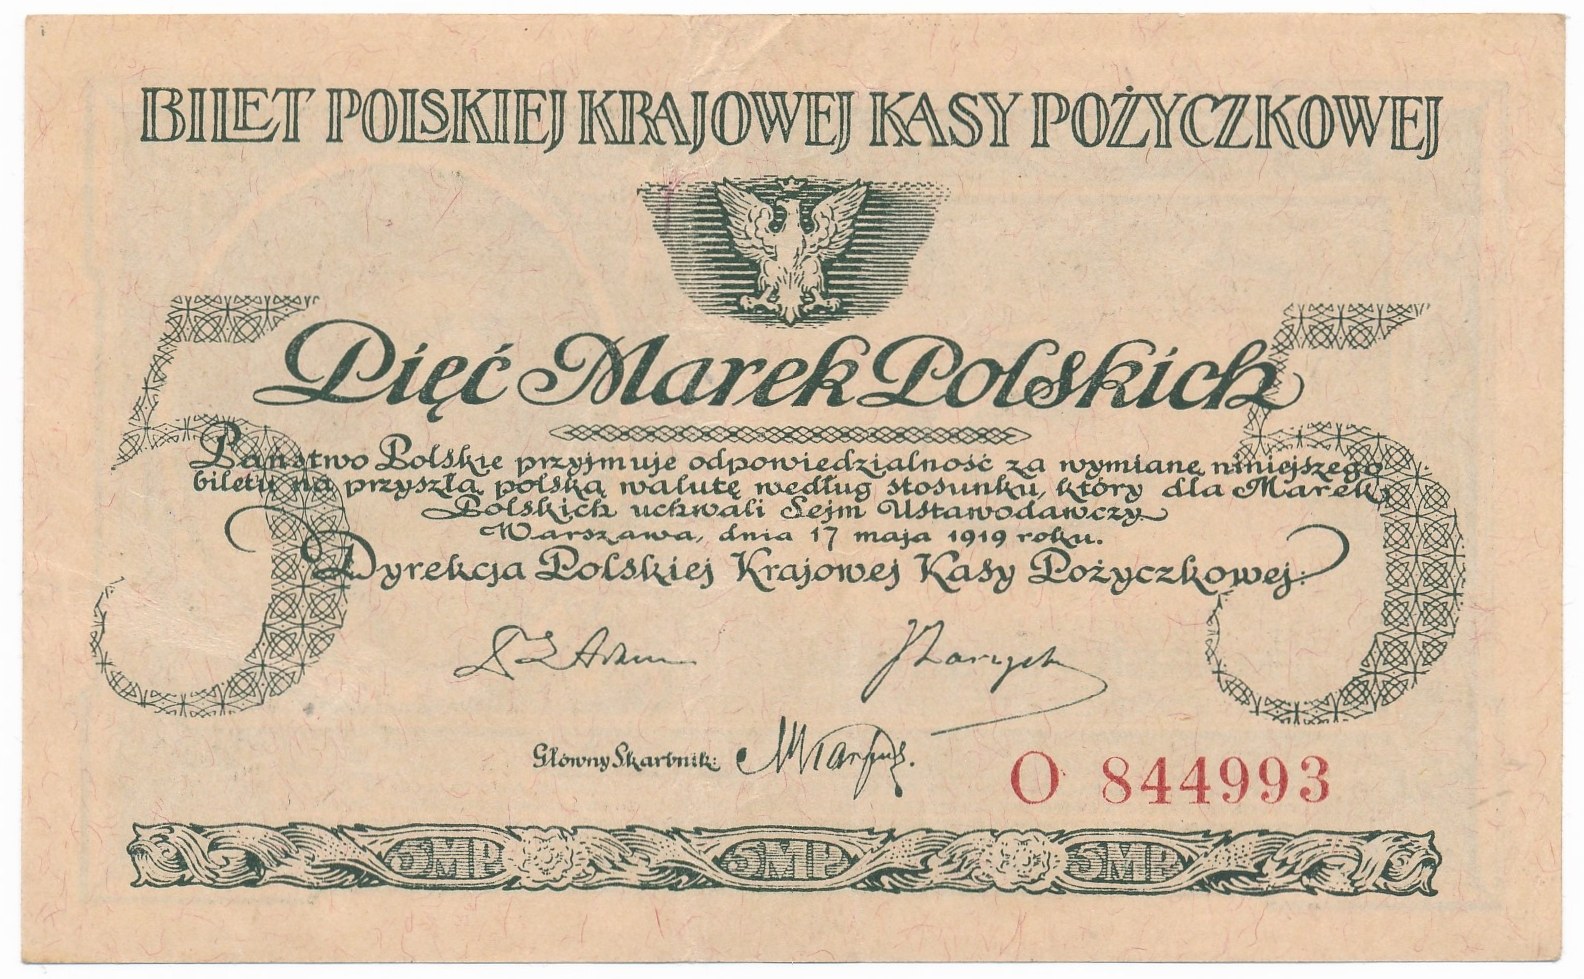 BILET POLSKIEJ KRAJOWEJ KASY POŻYCZKOWEJ
5
Pięć Marek Polskich
5
Państwo Polskie przyjmuje odpowiedzialność za wymianę niniejszego
biletu na przyszłą polską walutę według stosunku, który dla Marek
Polskich uchwali Sejm Ustawodawczy
Warszawa, dnia 17 maja 1919 roku.
Dyrekcja Polskiej Krajowej Kasy Pożyczkowej:
Główny Skarbnik:
O 844993
5MP 5MP 5MP